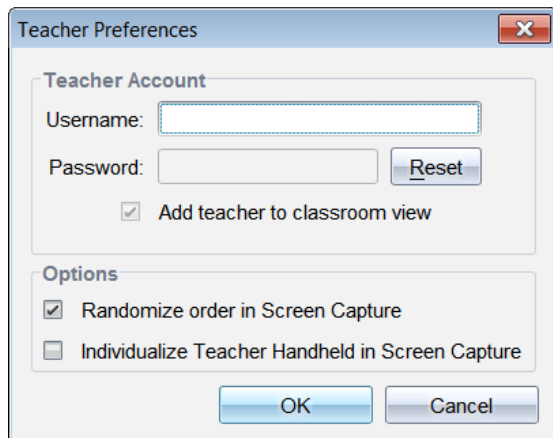 Teacher Preferences
Teacher Account
Username:
Password:
Reset
Add teacher to classroom view
Options
Randomize order in Screen Capture
Individualize Teacher Handheld in Screen Capture
OK
Cancel